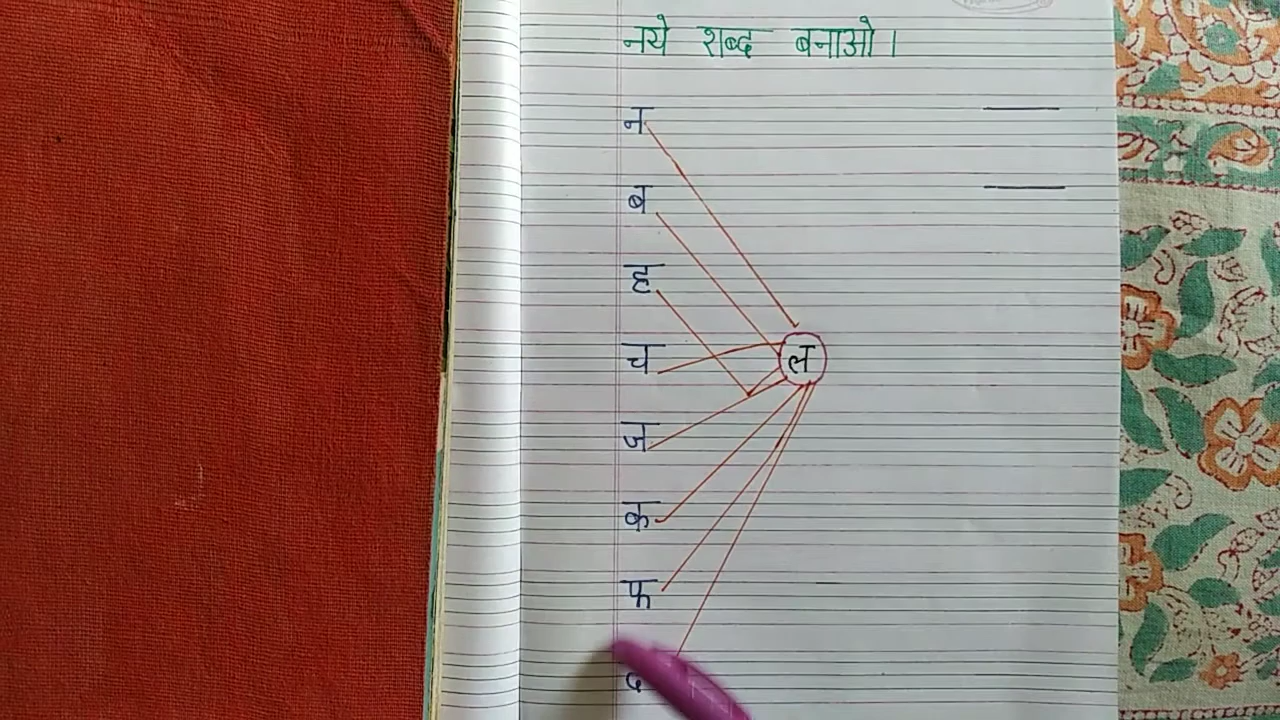 नये शब्द बनाओ।
न
ब
ह
च ल
ज
क
फ